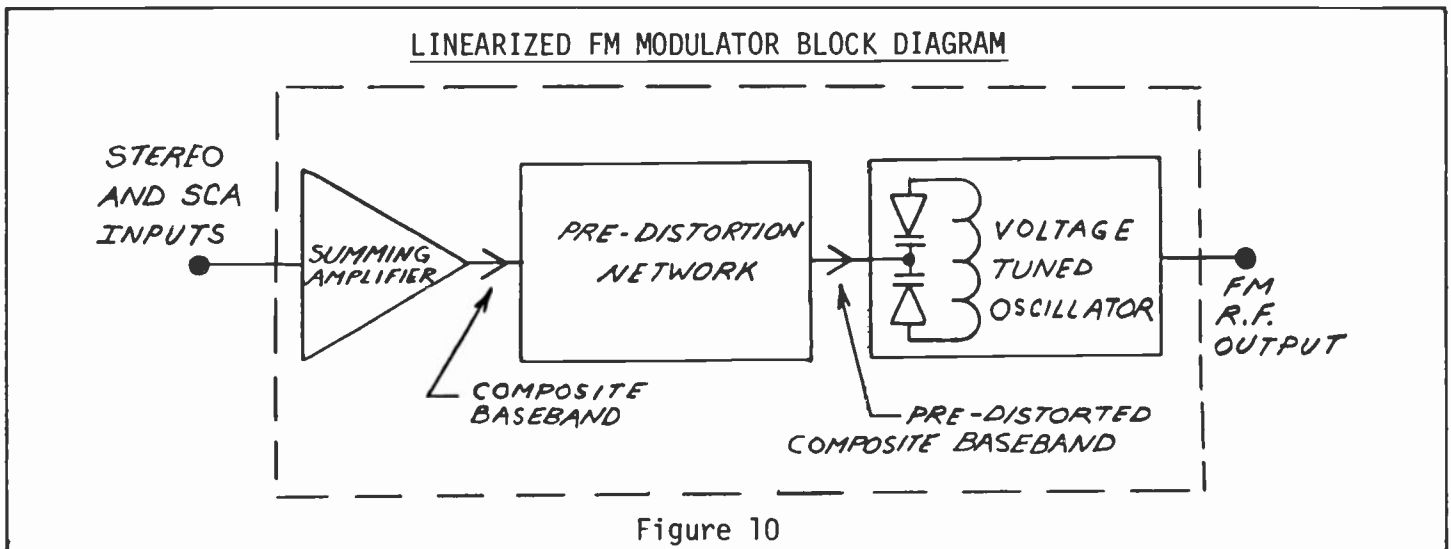 LINEARIZED FM MODULATOR BLOCK DIAGRAM
STEREO
AND SCA
INPUTS
SUMMING
AMPLIFIER
COMPOSITE
BASEBAND
PRE-DISTORTION
NETWORK
PRE-DISTORTED
COMPOSITE BASEBAND
VOLTAGE
TUNED
OSCILLATOR
FM
R.F.
OUTPUT
Figure 10